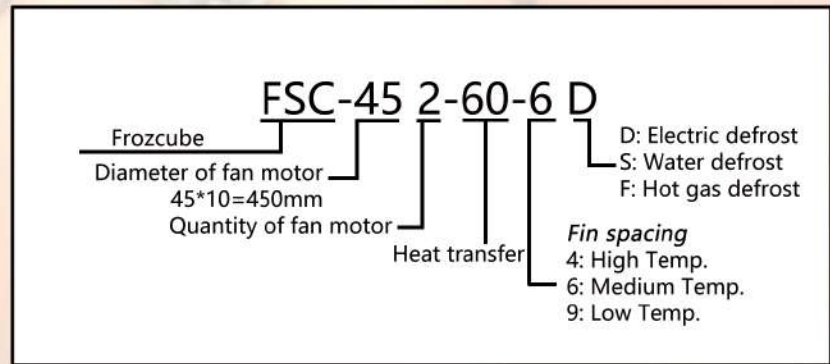 FSC-45 2-60-6 D
Frozcube
Diameter of fan motor
45*10=450mm
Quantity of fan motor
Heat transfer
D: Electric defrost
S: Water defrost
F: Hot gas defrost
Fin spacing
4: High Temp.
6: Medium Temp.
9: Low Temp.